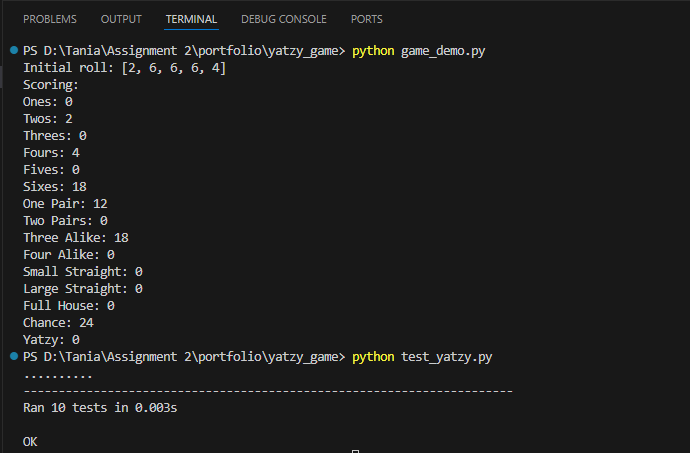 PROBLEMS OUTPUT TERMINAL DEBUG CONSOLE PORTS
PS D:\Tania\Assignment 2\portfolio\yatzy_game> python game_demo.py
Initial roll: [2, 6, 6, 6, 4]
Scoring:
Ones: 0
Twos: 2
Threes: 0
Fours: 4
Fives: 0
Sixes: 18
One Pair: 12
Two Pairs: 0
Three Alike: 18
Four Alike: 0
Small Straight: 0
Large Straight: 0
Full House: 0
Chance: 24
Yatzy: 0
PS D:\Tania\Assignment 2\portfolio\yatzy_game> python test_yatzy.py
..........
----------------------------------------------------------------------
Ran 10 tests in 0.003s
OK